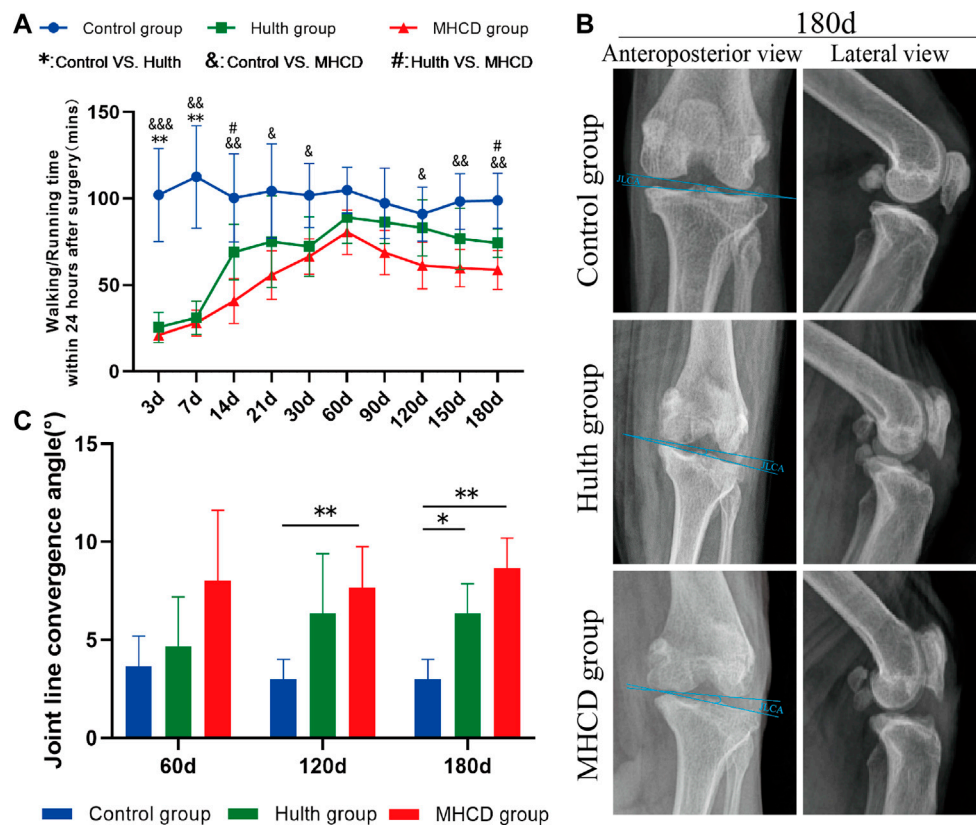 A
Control group
Hulth group
MHCD group
*:Control VS. Hulth
&:Control VS. MHCD
#:Hulth VS. MHCD
Walking/Running time
within 24 hours after surgery(mins)
150
100
50
0
&&&
**
&&
**
#
&&
&
&
&
&&
#
&&
3d
7d
14d
21d
30d
60d
90d
120d
150d
180d
B
180d
Anteroposterior view
Lateral view
Control group
JLCA
Hulth group
JLCA
MHCD group
JLCA
C
Joint line convergence angle(°)
15
10
5
0
**
*
**
60d
120d
180d
Control group
Hulth group
MHCD group